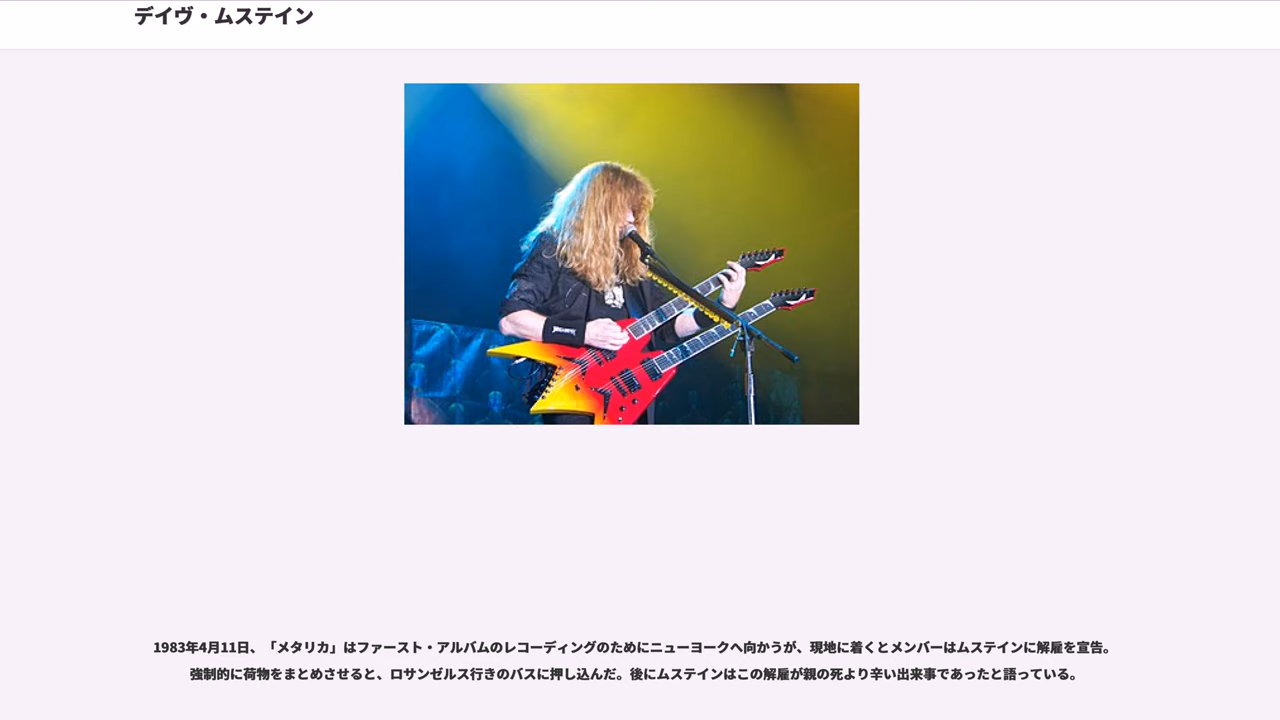 デイヴ・ムステイン
1983年4月11日、「メタリカ」はファースト・アルバムのレコーディングのためにニューヨークへ向かうが、現地に着くとメンバーはムステインに解雇を宣告。
強制的に荷物をまとめさせると、ロサンゼルス行きのバスに押し込んだ。後にムステインはこの解雇が親の死より辛い出来事であったと語っている。